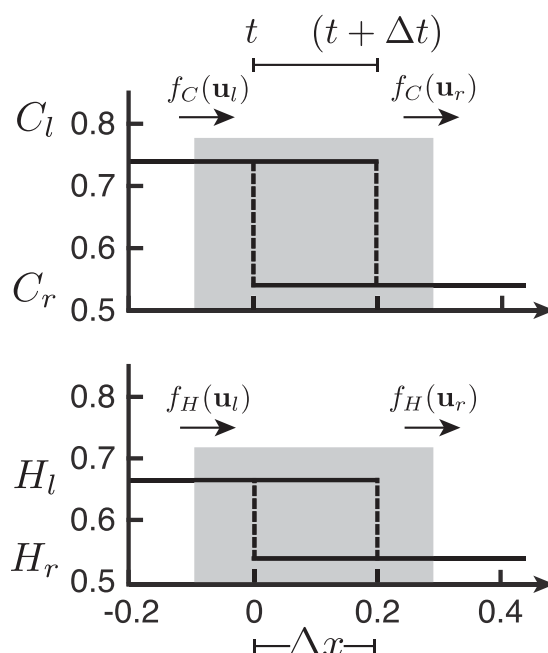 t (t + Δt)
f_C(u_l) f_C(u_r)
C_l 0.8
0.7
0.6
C_r 0.5
f_H(u_l) f_H(u_r)
0.8
H_l 0.7
0.6
H_r 0.5
-0.2 0 0.2 0.4
Δx